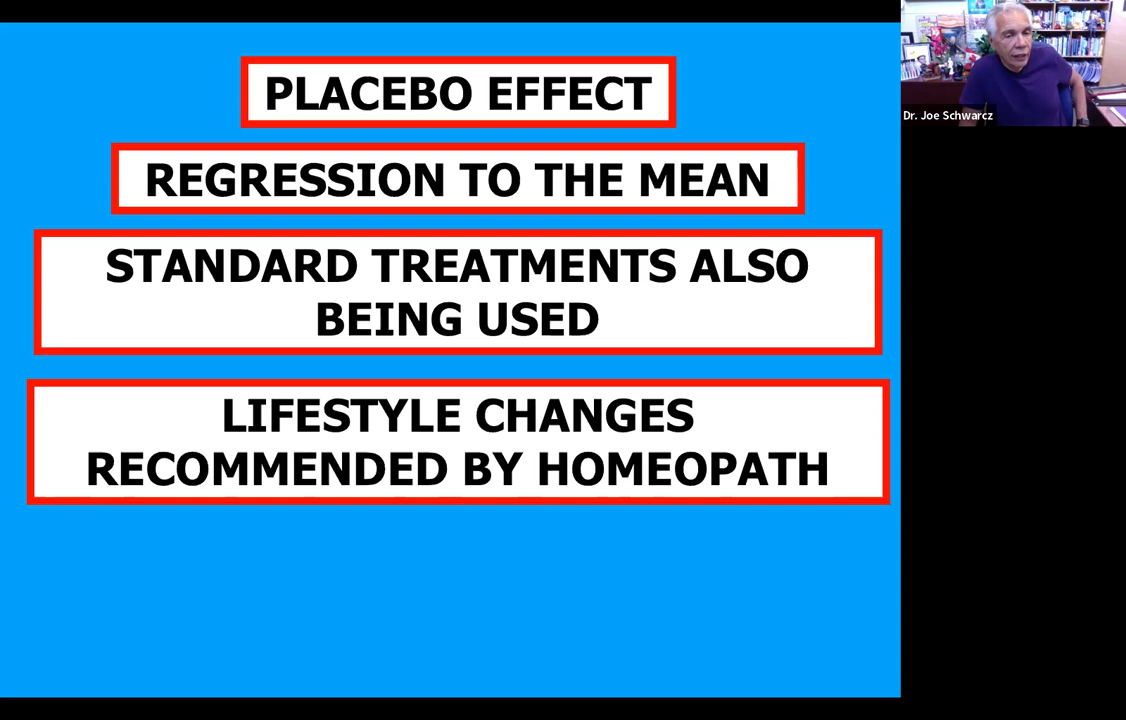 PLACEBO EFFECT
REGRESSION TO THE MEAN
STANDARD TREATMENTS ALSO
BEING USED
LIFESTYLE CHANGES
RECOMMENDED BY HOMEOPATH
Dr. Joe Schwarcz